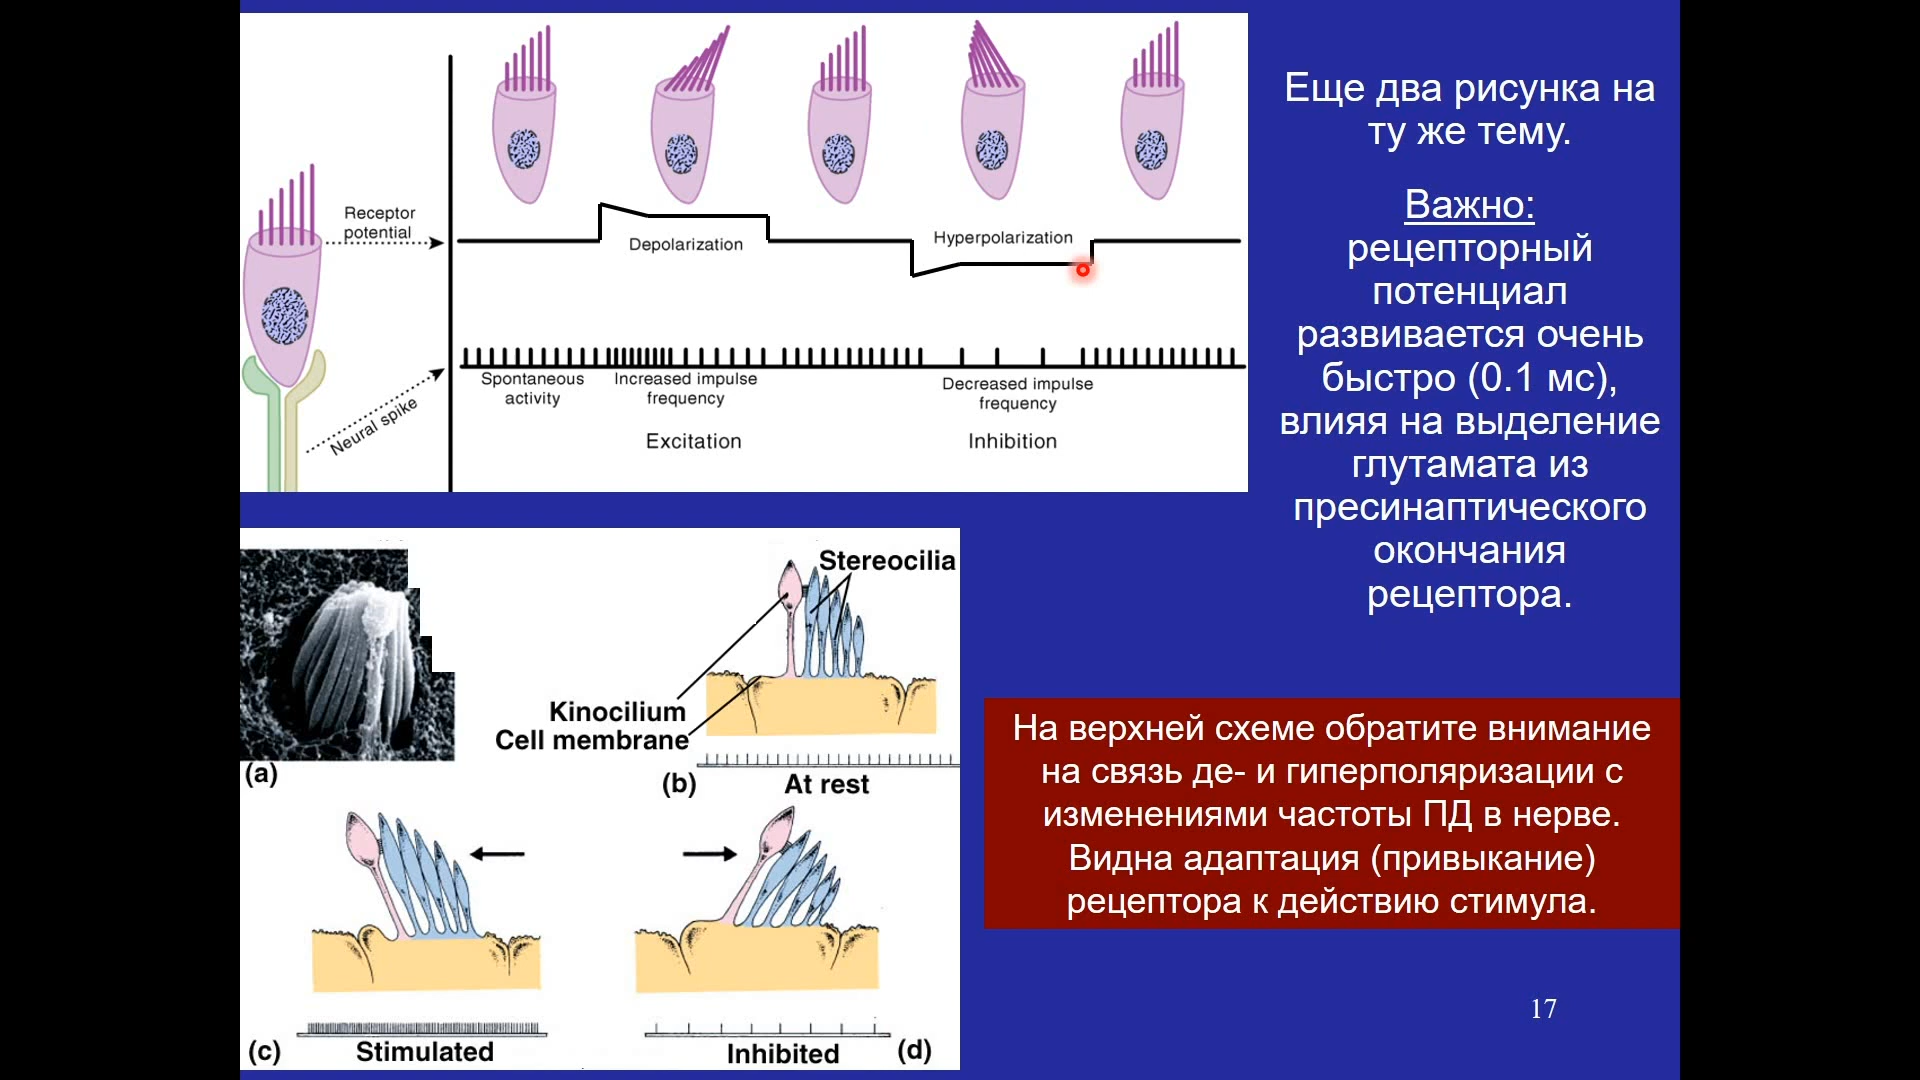 Receptor
potential
Depolarization
Hyperpolarization
Neural spike
Spontaneous
activity
Increased impulse
frequency
Decreased impulse
frequency
Excitation
Inhibition
Еще два рисунка на
ту же тему.
Важно:
рецепторный
потенциал
развивается очень
быстро (0.1 мс),
влияя на выделение
глутамата из
пресинаптического
окончания
рецептора.
Stereocilia
Kinocilium
Cell membrane
(a)
(b)
At rest
(c)
Stimulated
Inhibited
(d)
На верхней схеме обратите внимание
на связь де- и гиперполяризации с
изменениями частоты ПД в нерве.
Видна адаптация (привыкание)
рецептора к действию стимула.
17